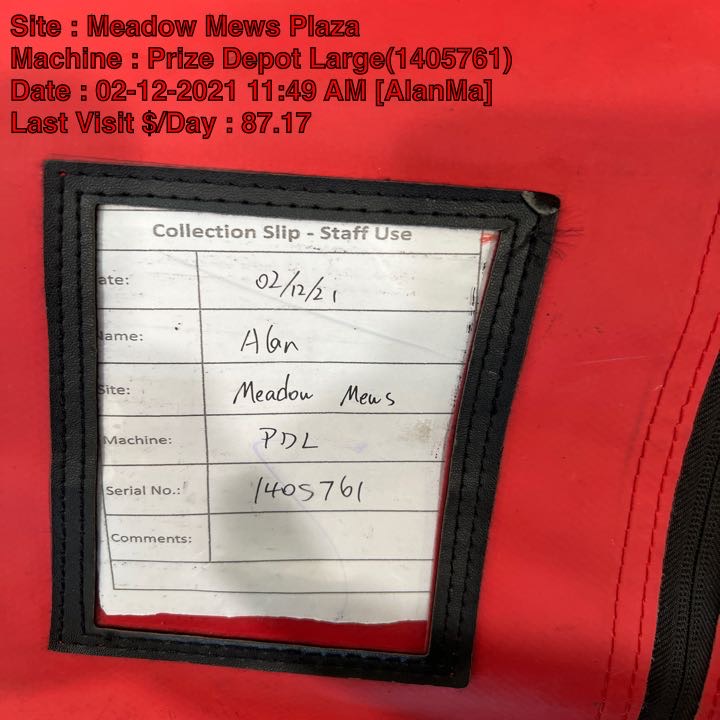 Site : Meadow Mews Plaza
Machine : Prize Depot Large(1405761)
Date : 02-12-2021 11:49 AM [AlanMa]
Last Visit $/Day : 87.17
Collection Slip - Staff Use
ate: 02/12/21
ame: Alan
Site: Meadow Mews
Machine: PDL
Serial No.: 1405761
Comments: